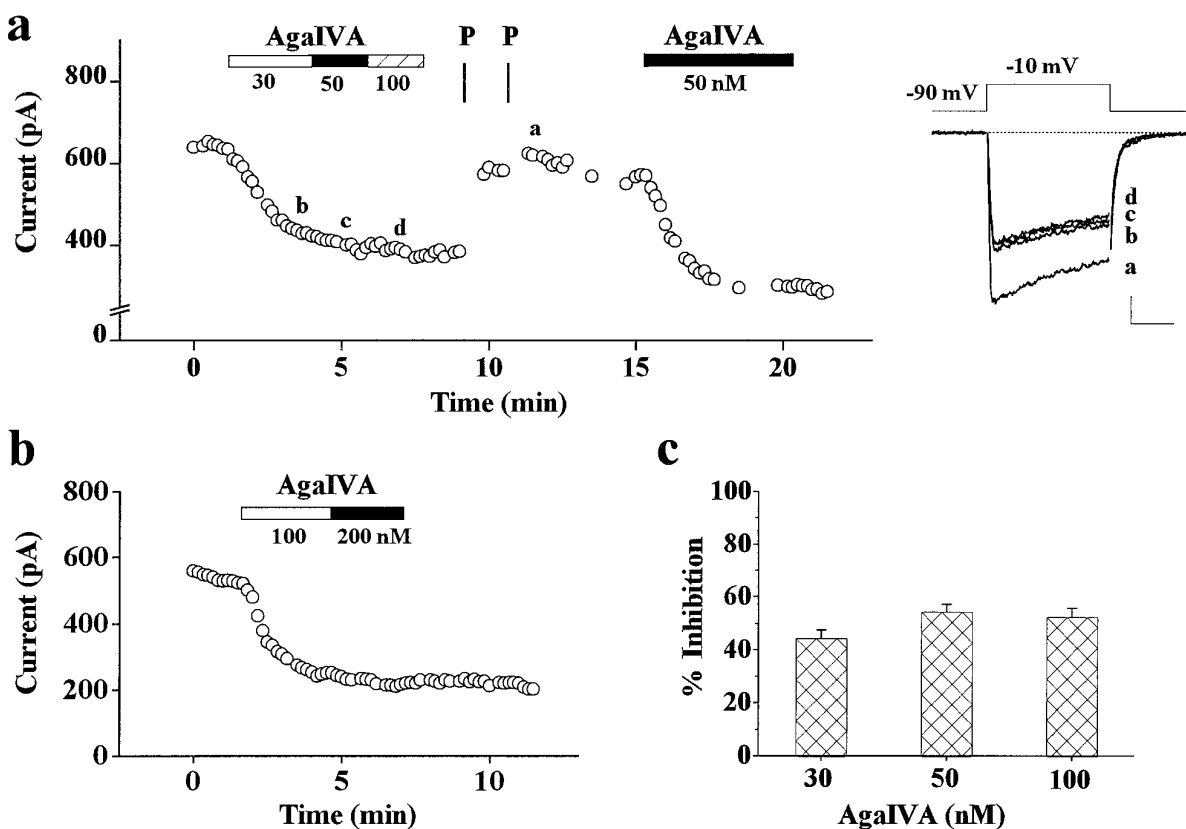 a
AgaIVA
30 50 100
P P
AgaIVA
50 nM
800
600
400
0
Current (pA)
a
b c d
0 5 10 15 20
Time (min)
-10 mV
-90 mV
d
c
b
a
b
AgaIVA
100 200 nM
800
600
400
200
0
Current (pA)
0 5 10
Time (min)
c
100
80
60
40
20
0
% Inhibition
30 50 100
AgaIVA (nM)